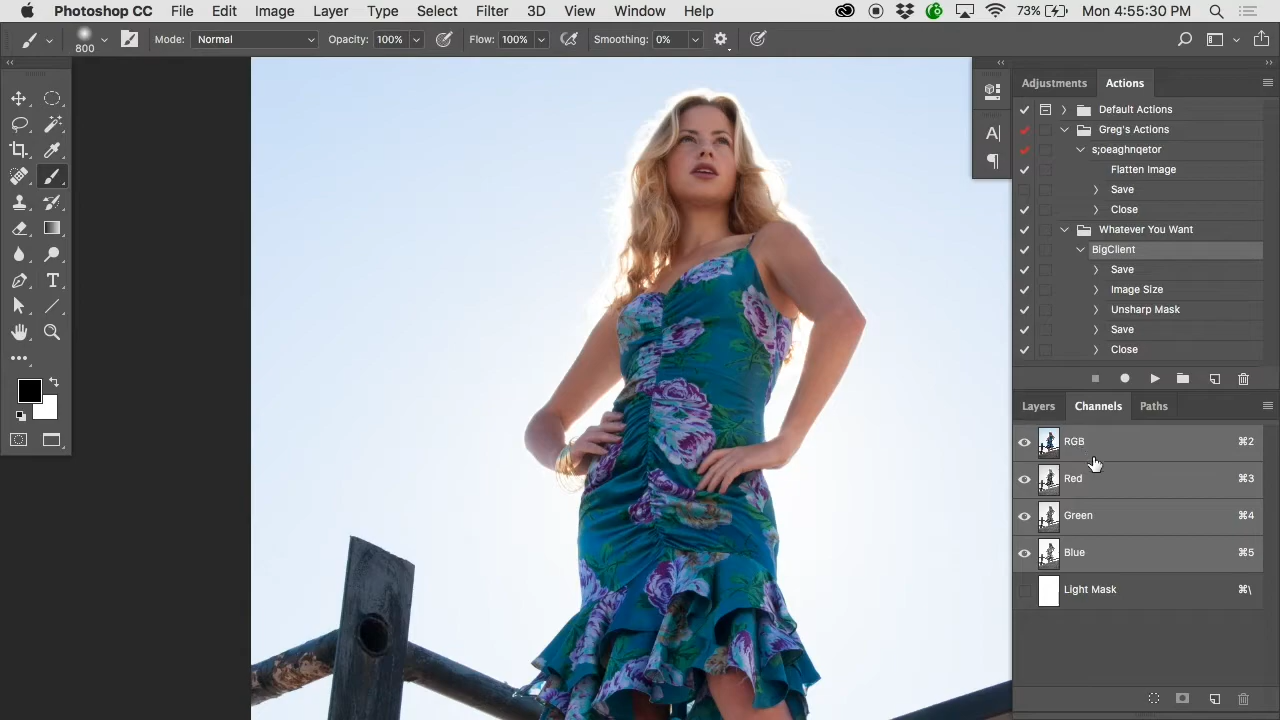 Photoshop CC File Edit Image Layer Type Select Filter 3D View Window Help 73% Mon 4:55:30 PM
800 Mode: Normal Opacity: 100% Flow: 100% Smoothing: 0%
Adjustments Actions
Default Actions
Greg's Actions
s;oeaghnqetor
Flatten Image
Save
Close
Whatever You Want
BigClient
Save
Image Size
Unsharp Mask
Save
Close
Layers Channels Paths
RGB ⌘2
Red ⌘3
Green ⌘4
Blue ⌘5
Light Mask ⌘\